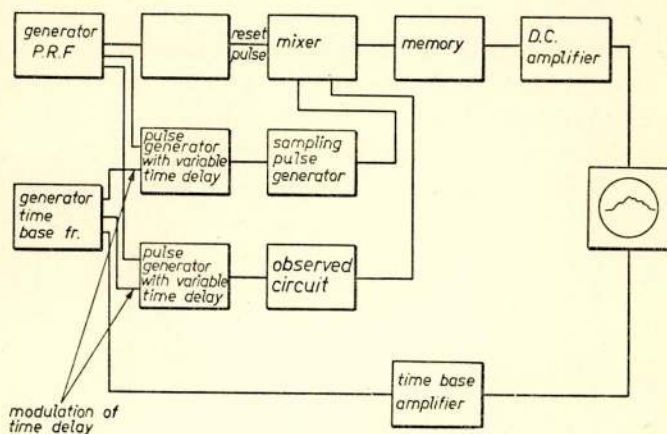 generator
P.R.F
reset
pulse
mixer
memory
D.C.
amplifier
pulse
generator
with variable
time delay
sampling
pulse
generator
generator
time
base fr.
pulse
generator
with variable
time delay
observed
circuit
time base
amplifier
modulation of
time delay